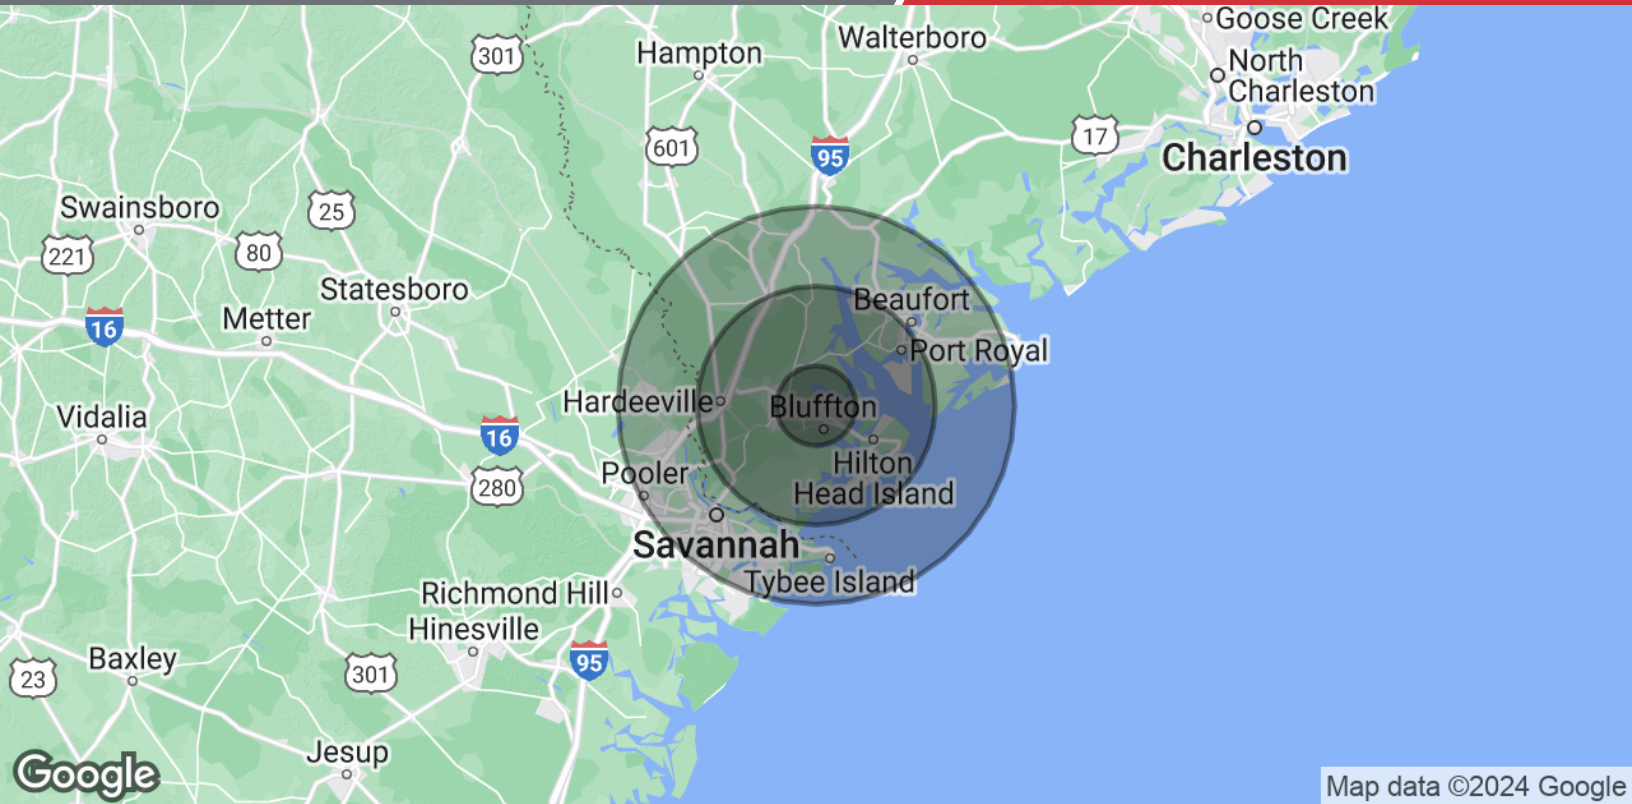 Goose Creek
Walterboro
301
Hampton
North
Charleston
17
601
95
Charleston
Swainsboro
25
221
80
Statesboro
Beaufort
16
Metter
Port Royal
Hardeeville
Bluffton
Vidalia
16
Pooler
Hilton
Head Island
280
Savannah
Tybee Island
Richmond Hill
Hinesville
Baxley
95
23
301
Jesup
Google
Map data ©2024 Google